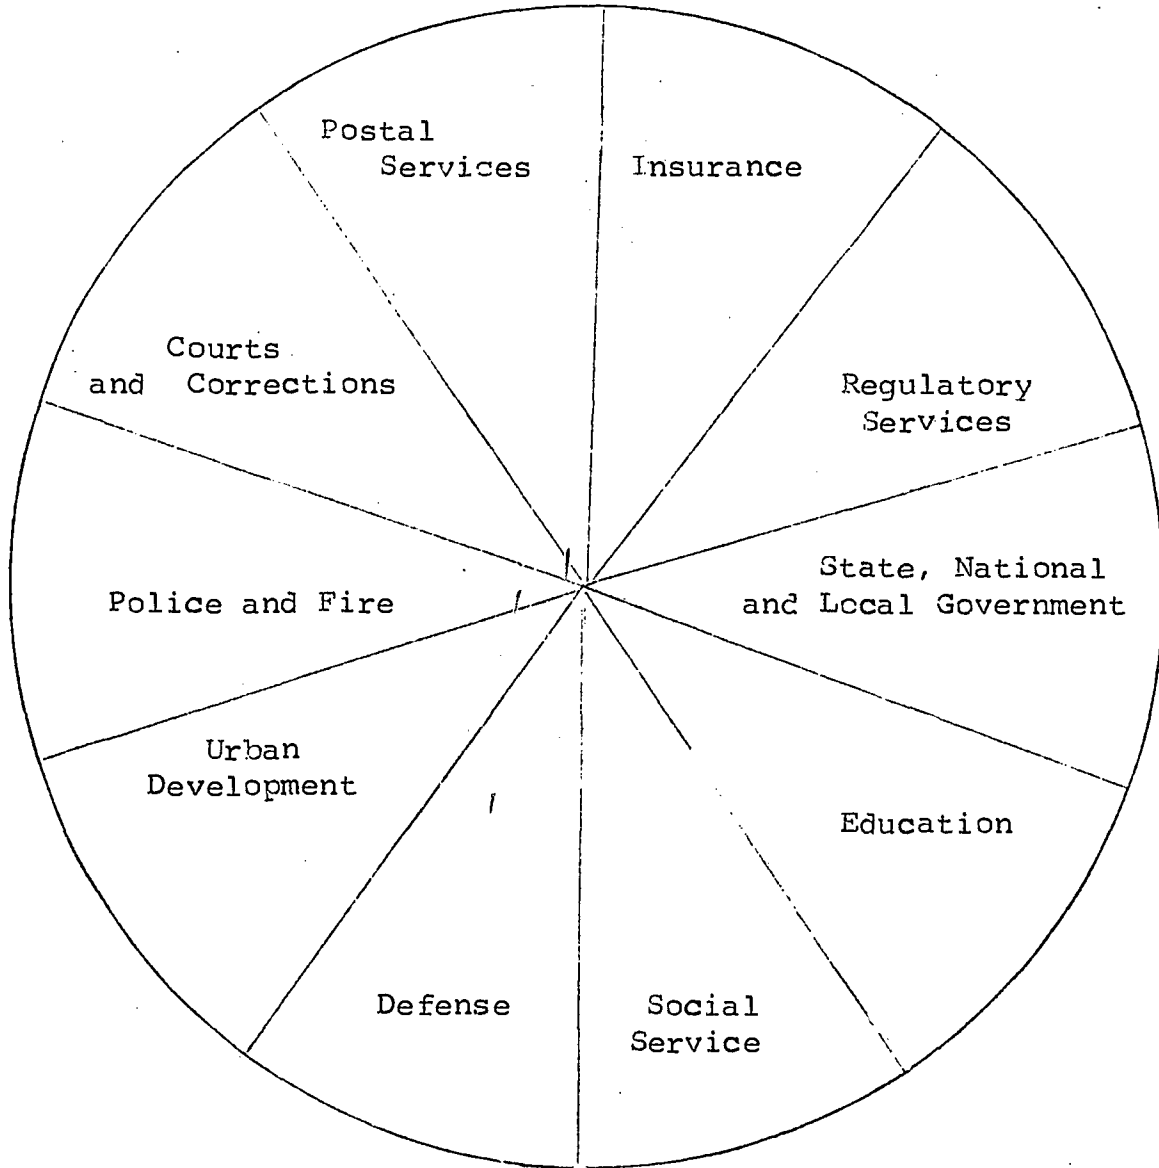 Postal
Services
Insurance
Courts
and Corrections
Regulatory
Services
State, National
and Local Government
Police and Fire
Urban
Development
Education
Defense
Social
Service